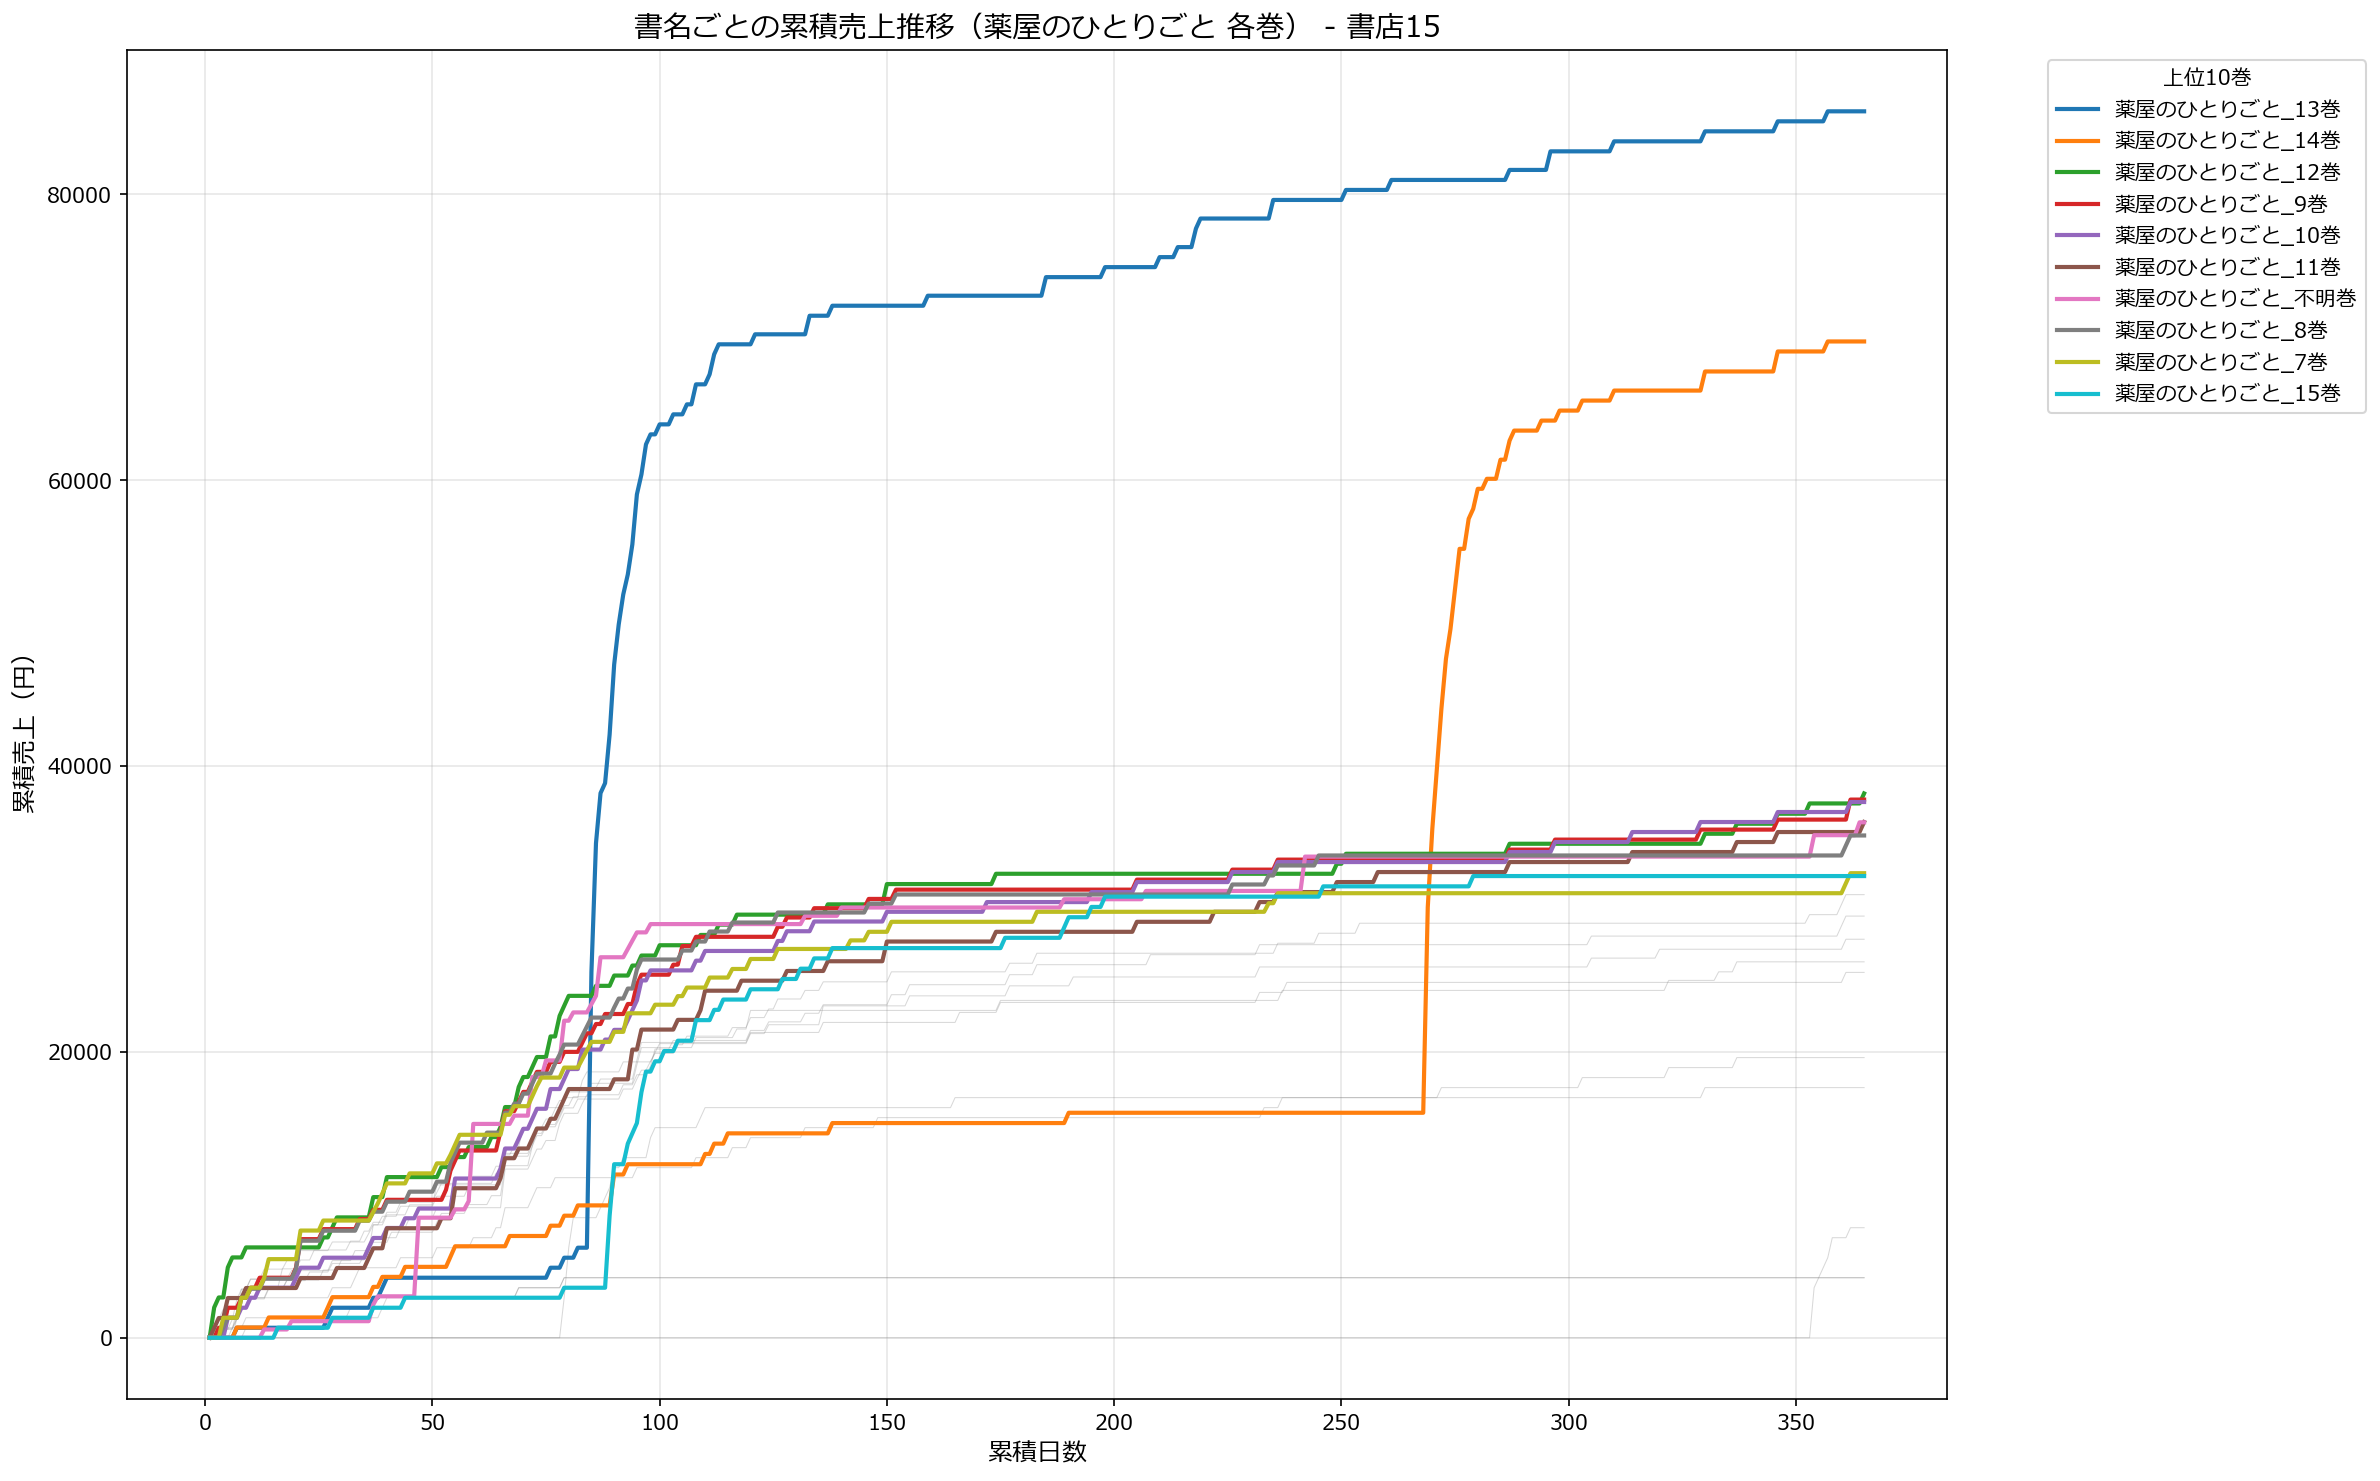 書名ごとの累積売上推移（薬屋のひとりごと 各巻） - 書店15
上位10巻
薬屋のひとりごと_13巻
薬屋のひとりごと_14巻
薬屋のひとりごと_12巻
薬屋のひとりごと_9巻
薬屋のひとりごと_10巻
薬屋のひとりごと_11巻
薬屋のひとりごと_不明巻
薬屋のひとりごと_8巻
薬屋のひとりごと_7巻
薬屋のひとりごと_15巻
累積売上（円）
80000
60000
40000
20000
0
0 50 100 150 200 250 300 350
累積日数